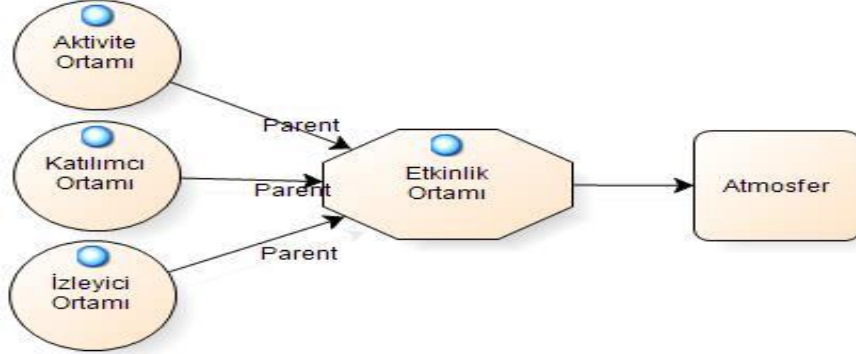 Aktivite
Ortamı
Parent
Katılımcı
Ortamı
Parent
Etkinlik
Ortamı
Atmosfer
İzleyici
Ortamı
Parent